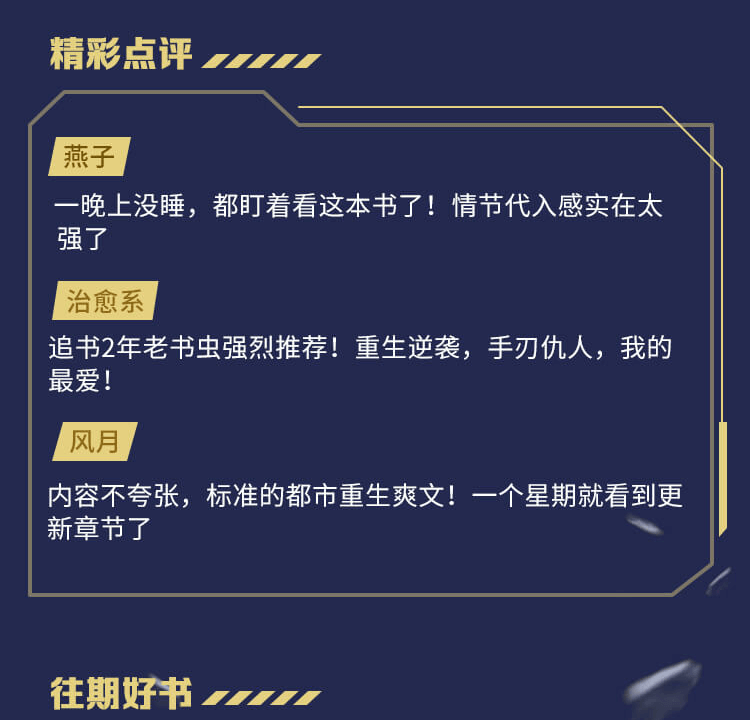 精彩点评
燕子
一晚上没睡，都盯着看这本书了！情节代入感实在太
强了
治愈系
追书2年老书虫强烈推荐！重生逆袭，手刃仇人，我的
最爱！
风月
内容不夸张，标准的都市重生爽文！一个星期就看到更
新章节了
往期好书